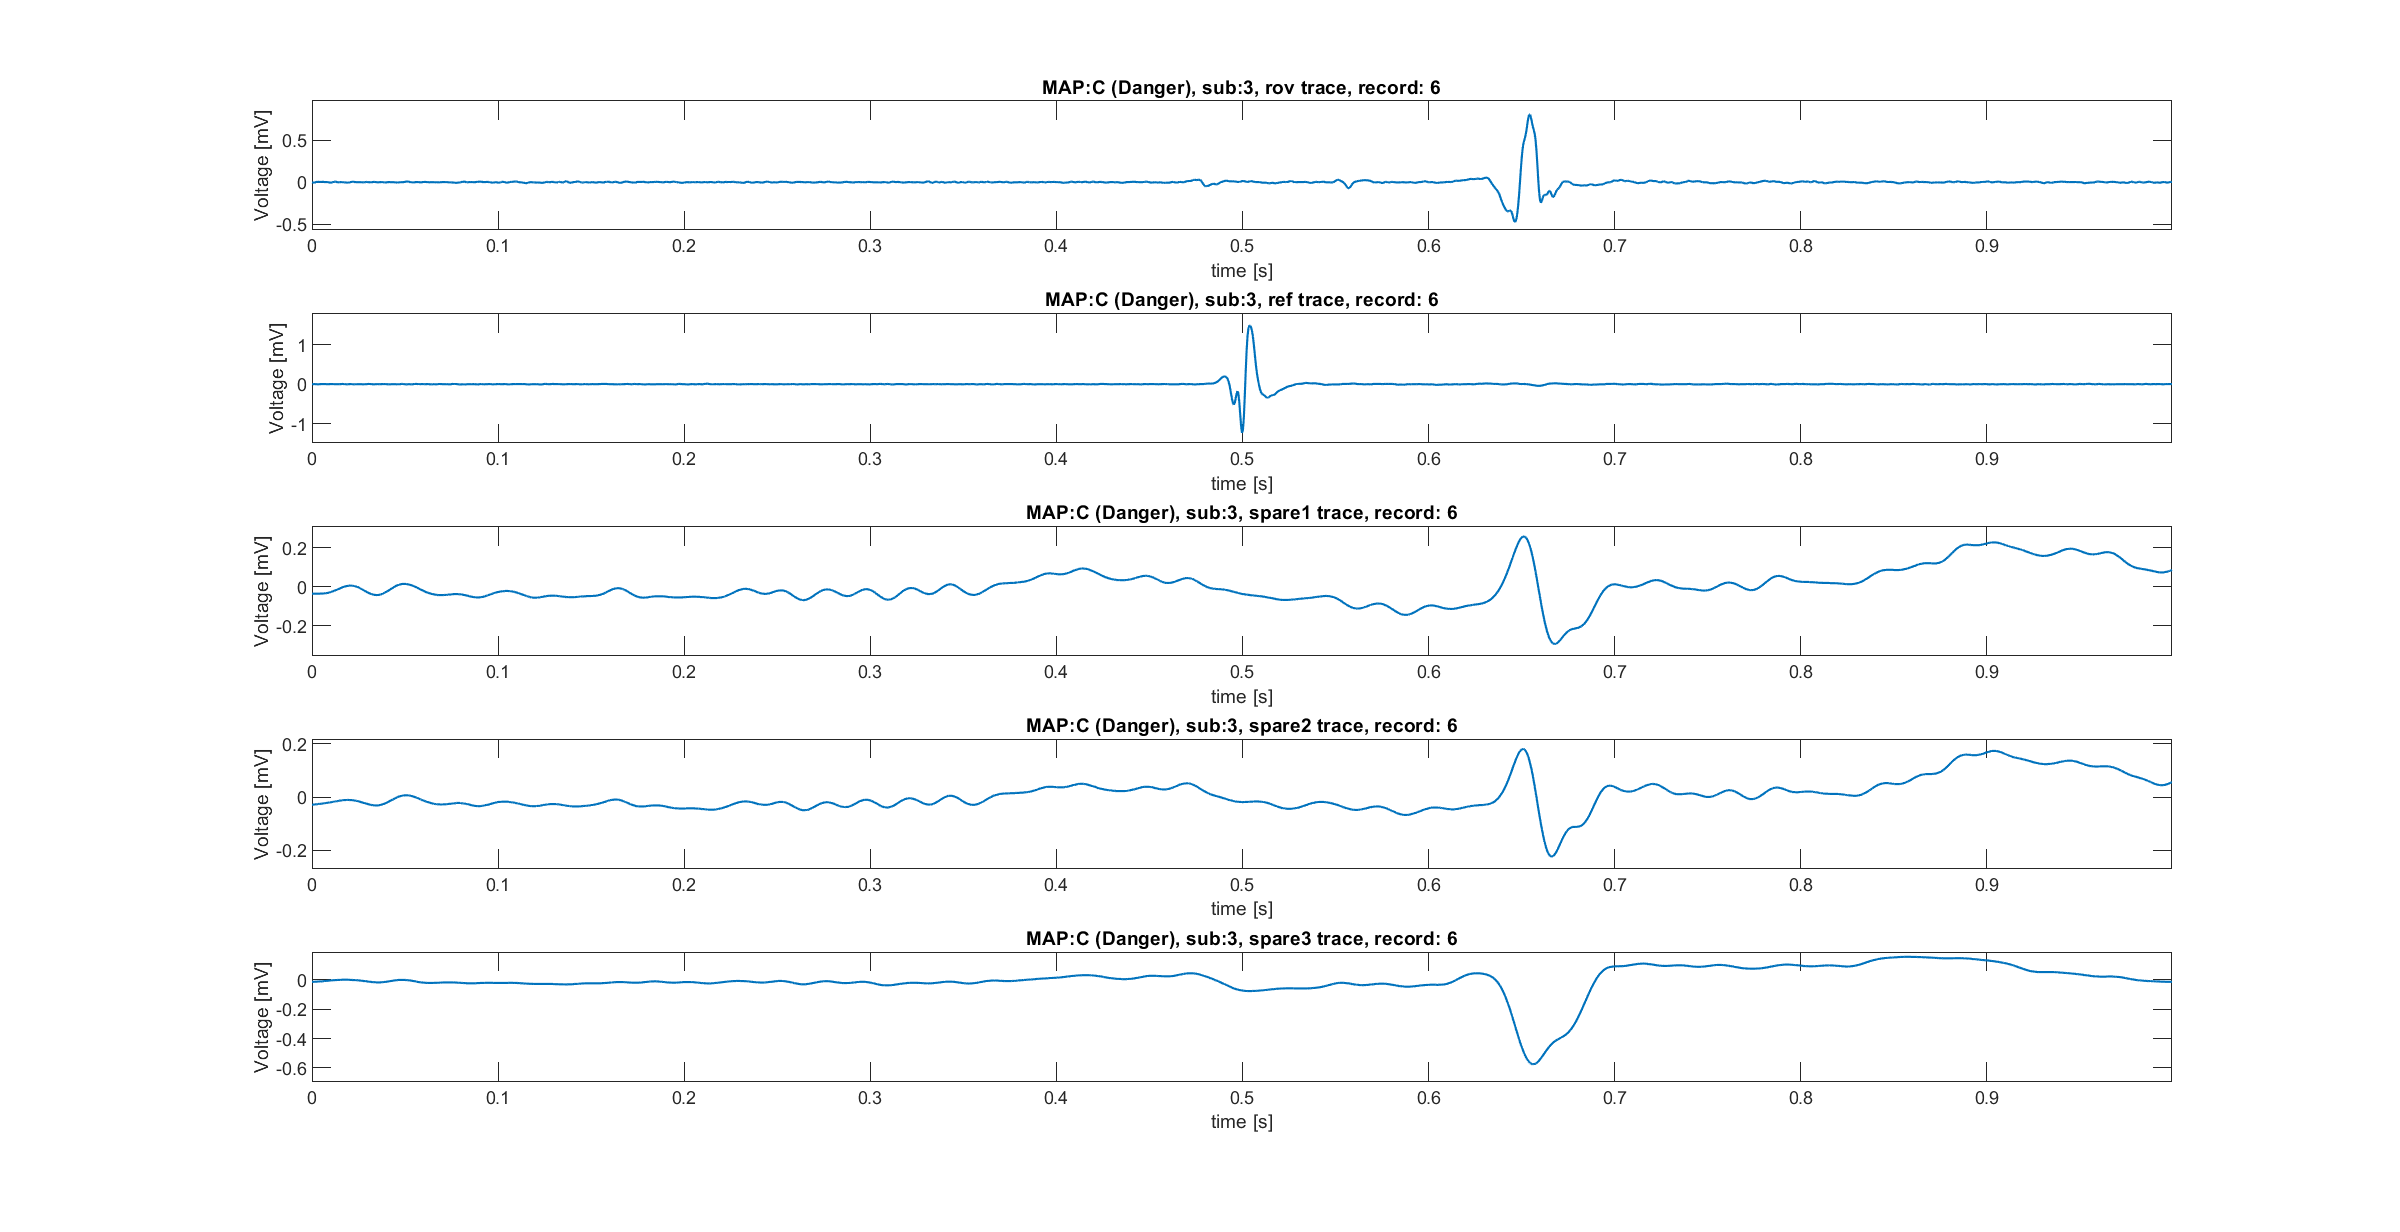 MAP:C (Danger), sub:3, rov trace, record: 6
Voltage [mV]
0.5
0
-0.5
0 0.1 0.2 0.3 0.4 0.5 0.6 0.7 0.8 0.9
time [s]
MAP:C (Danger), sub:3, ref trace, record: 6
Voltage [mV]
1
0
-1
0 0.1 0.2 0.3 0.4 0.5 0.6 0.7 0.8 0.9
time [s]
MAP:C (Danger), sub:3, spare1 trace, record: 6
Voltage [mV]
0.2
0
-0.2
0 0.1 0.2 0.3 0.4 0.5 0.6 0.7 0.8 0.9
time [s]
MAP:C (Danger), sub:3, spare2 trace, record: 6
Voltage [mV]
0.2
0
-0.2
0 0.1 0.2 0.3 0.4 0.5 0.6 0.7 0.8 0.9
time [s]
MAP:C (Danger), sub:3, spare3 trace, record: 6
Voltage [mV]
0
-0.2
-0.4
-0.6
0 0.1 0.2 0.3 0.4 0.5 0.6 0.7 0.8 0.9
time [s]